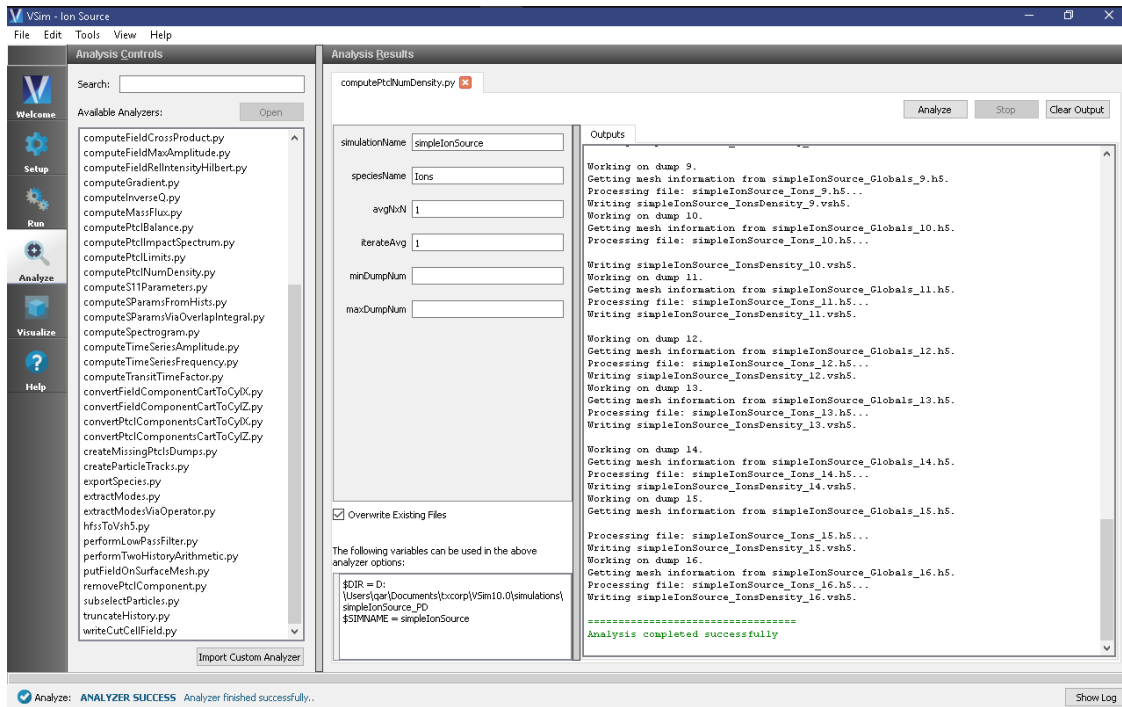 VSim - Ion Source
File Edit Tools View Help
Analysis Controls
Search:
Available Analyzers:
Open
computeFieldCrossProduct.py
computeFieldMaxAmplitude.py
computeFieldRelIntensityHilbert.py
computeGradient.py
computeInverseQ.py
computeMassFlux.py
computePtclBalance.py
computePtclImpactSpectrum.py
computePtclLimits.py
computePtclNumDensity.py
computeS11Parameters.py
computeSParamsFromHists.py
computeSParamsViaOverlapIntegral.py
computeSpectrogram.py
computeTimeSeriesAmplitude.py
computeTimeSeriesFrequency.py
computeTransitTimeFactor.py
convertFieldComponentCartToCylX.py
convertFieldComponentCartToCylZ.py
convertPtclComponentsCartToCylX.py
convertPtclComponentsCartToCylZ.py
createMissingPtclsDumps.py
createParticleTracks.py
exportSpecies.py
extractModes.py
extractModesViaOperator.py
hfssToVsh5.py
performLowPassFilter.py
performTwoHistoryArithmetic.py
putFieldOnSurfaceMesh.py
removePtclComponent.py
subselectParticles.py
truncateHistory.py
writeCutCellField.py
Import Custom Analyzer
Welcome
Setup
Run
Analyze
Visualize
Help
Analysis Results
computePtclNumDensity.py
Analyze Stop Clear Output
simulationName simpleIonSource
speciesName Ions
avgNxN 1
iterateAvg 1
minDumpNum
maxDumpNum
Overwrite Existing Files
The following variables can be used in the above
analyzer options:
$DIR = D:
\Users\qar\Documents\txcorp\VSim10.0\simulations\
simpleIonSource_PD
$SIMNAME = simpleIonSource
Outputs
Working on dump 9.
Getting mesh information from simpleIonSource_Globals_9.h5.
Processing file: simpleIonSource_Ions_9.h5...
Writing simpleIonSource_IonsDensity_9.vsh5.
Working on dump 10.
Getting mesh information from simpleIonSource_Globals_10.h5.
Processing file: simpleIonSource_Ions_10.h5...
Writing simpleIonSource_IonsDensity_10.vsh5.
Working on dump 11.
Getting mesh information from simpleIonSource_Globals_11.h5.
Processing file: simpleIonSource_Ions_11.h5...
Writing simpleIonSource_IonsDensity_11.vsh5.
Working on dump 12.
Getting mesh information from simpleIonSource_Globals_12.h5.
Processing file: simpleIonSource_Ions_12.h5...
Writing simpleIonSource_IonsDensity_12.vsh5.
Working on dump 13.
Getting mesh information from simpleIonSource_Globals_13.h5.
Processing file: simpleIonSource_Ions_13.h5...
Writing simpleIonSource_IonsDensity_13.vsh5.
Working on dump 14.
Getting mesh information from simpleIonSource_Globals_14.h5.
Processing file: simpleIonSource_Ions_14.h5...
Writing simpleIonSource_IonsDensity_14.vsh5.
Working on dump 15.
Getting mesh information from simpleIonSource_Globals_15.h5.
Processing file: simpleIonSource_Ions_15.h5...
Writing simpleIonSource_IonsDensity_15.vsh5.
Working on dump 16.
Getting mesh information from simpleIonSource_Globals_16.h5.
Processing file: simpleIonSource_Ions_16.h5...
Writing simpleIonSource_IonsDensity_16.vsh5.
=================================
Analysis completed successfully
Analyze: ANALYZER SUCCESS Analyzer finished successfully..
Show Log